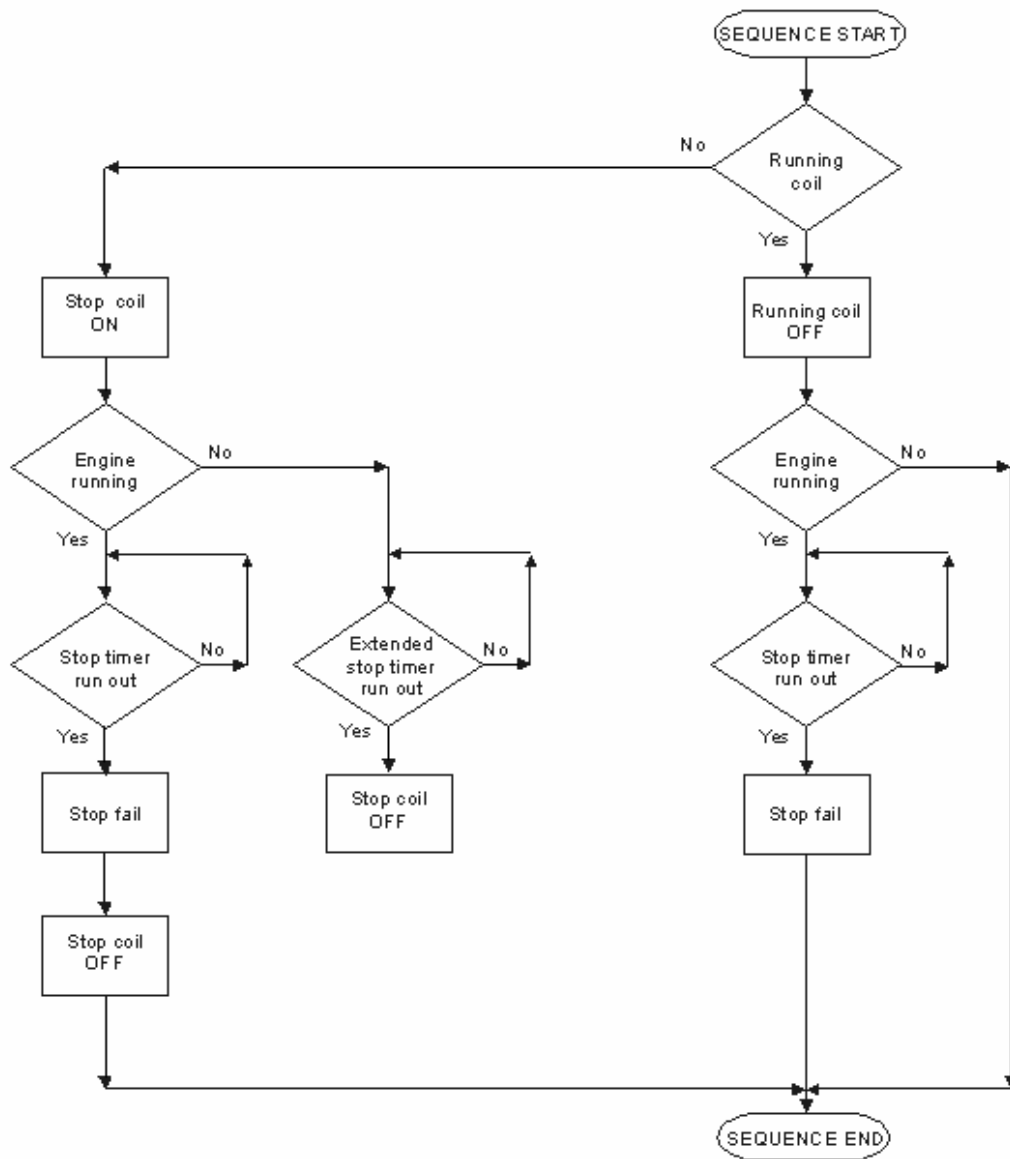 SEQUENCE START
No
Running
coil
Yes
Stop coil
ON
Running coil
OFF
Engine
running
No
Yes
Engine
running
No
Yes
Stop timer
run out
No
Yes
Extended
stop timer
run out
No
Yes
Stop timer
run out
No
Yes
Stop fail
Stop coil
OFF
Stop fail
Stop coil
OFF
SEQUENCE END